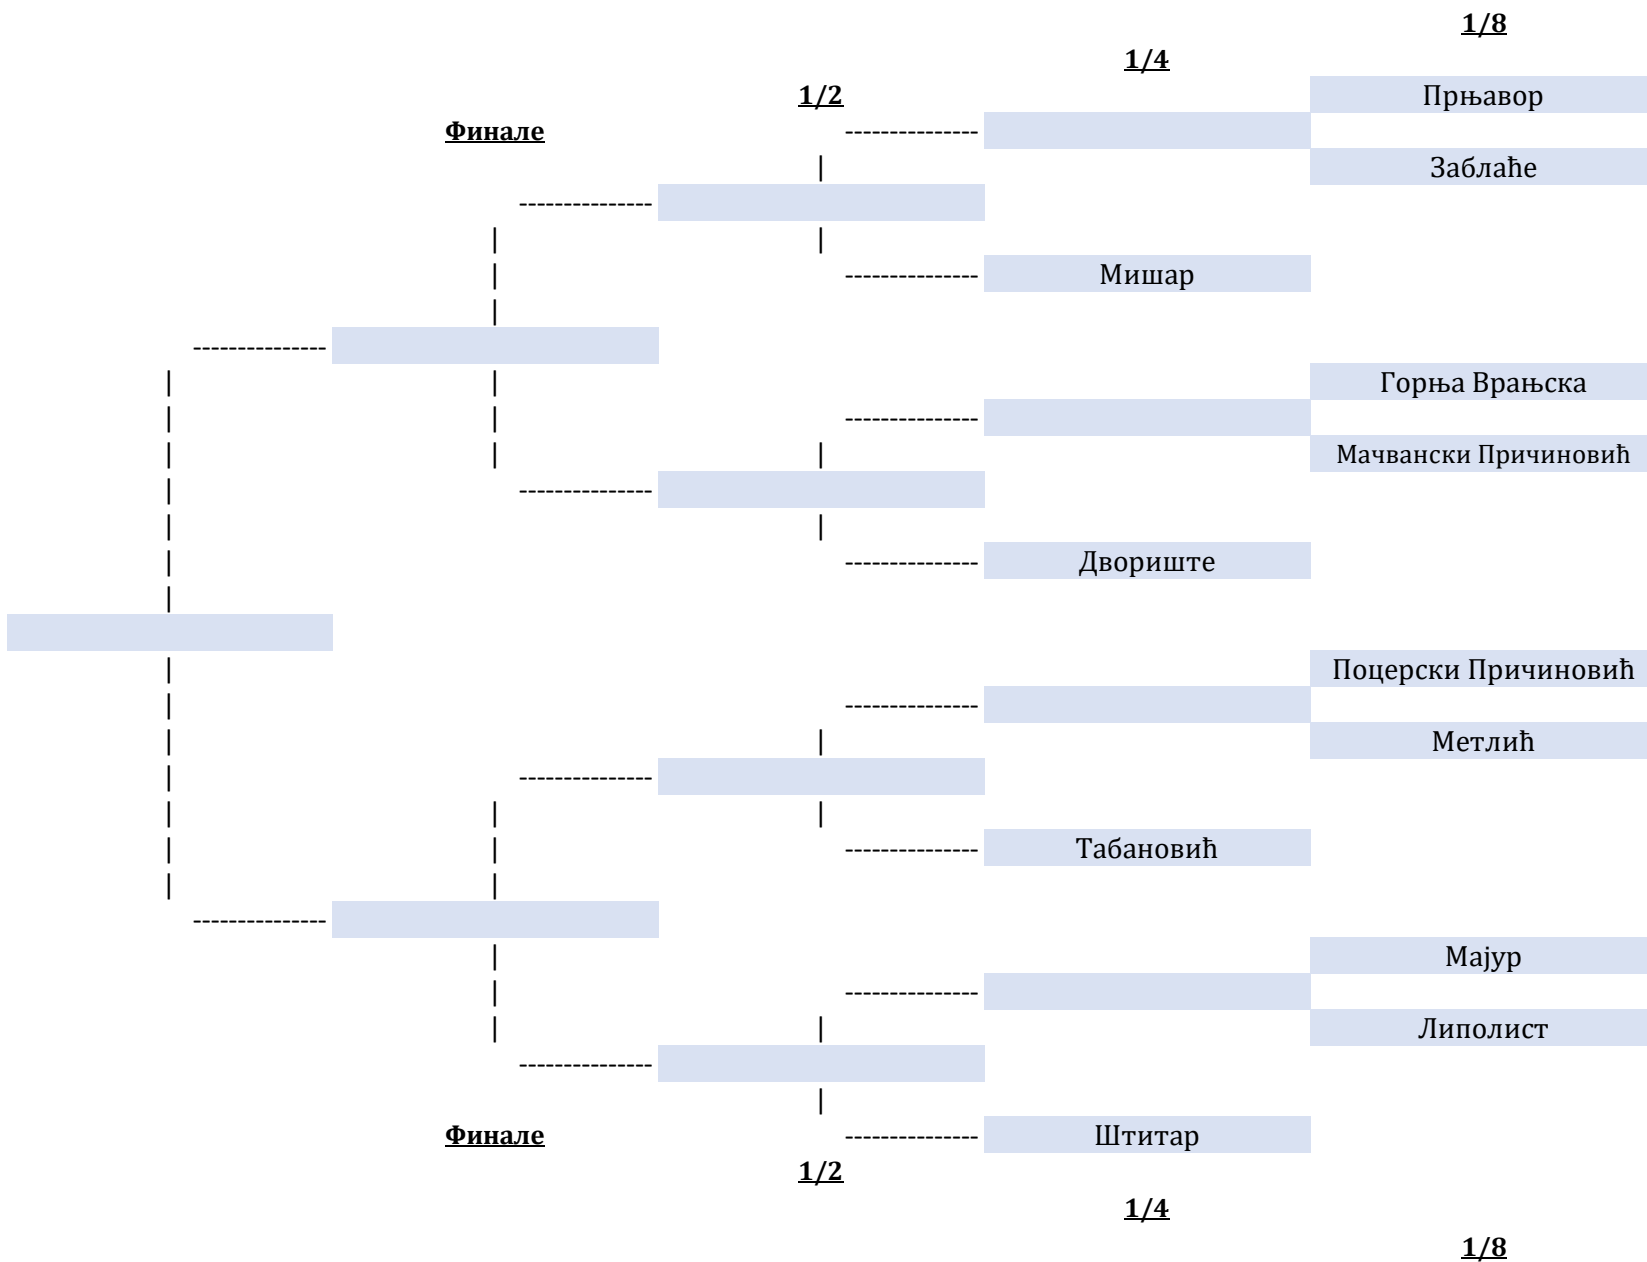 1/8
1/4
1/2
Прњавор
Финале
Заблаће
Мишар
Горња Врањска
Мачвански Причиновић
Двориште
Поцерски Причиновић
Метлић
Табановић
Мајур
Липолист
Финале
Штитар
1/2
1/4
1/8